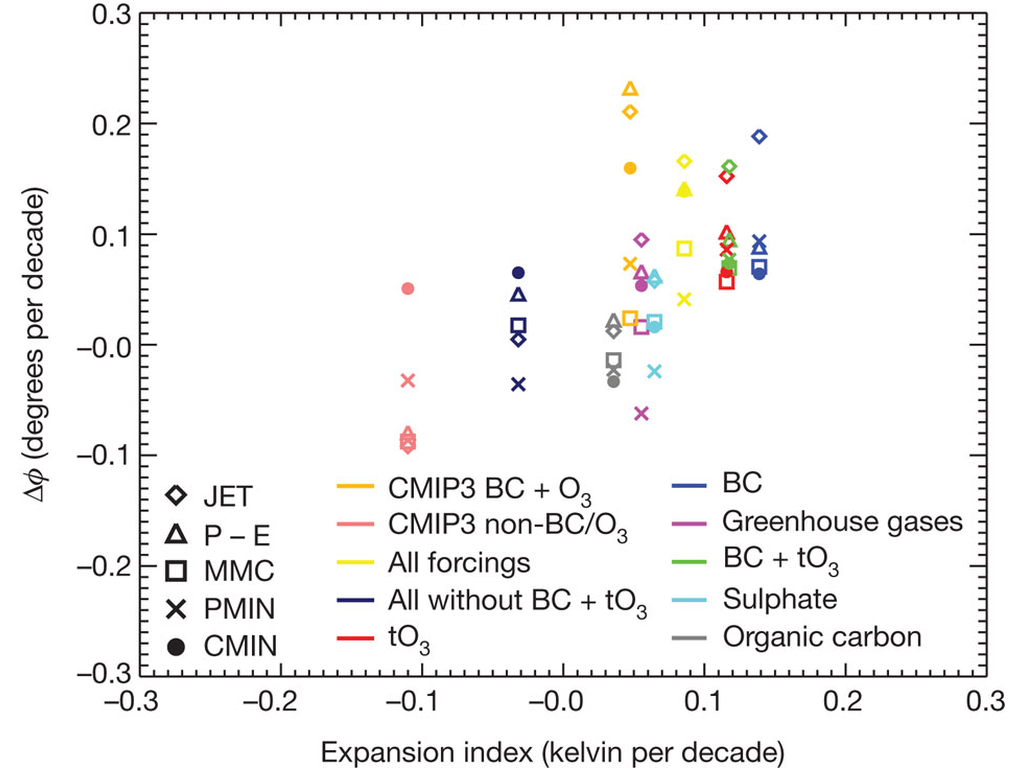 0.3
0.2
0.1
−0.0
−0.1
−0.2
−0.3
Δϕ (degrees per decade)
JET
P – E
MMC
PMIN
CMIN
CMIP3 BC + O₃
CMIP3 non-BC/O₃
All forcings
All without BC + tO₃
tO₃
BC
Greenhouse gases
BC + tO₃
Sulphate
Organic carbon
−0.3 −0.2 −0.1 −0.0 0.1 0.2 0.3
Expansion index (kelvin per decade)